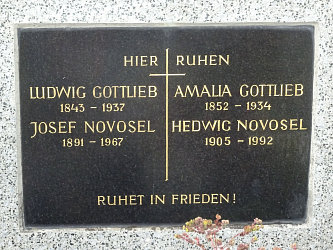 HIER RUHEN
LUDWIG GOTTLIEB
1843 - 1937
JOSEF NOVOSEL
1891 - 1967
AMALIA GOTTLIEB
1852 - 1934
HEDWIG NOVOSEL
1905 - 1992
RUHET IN FRIEDEN!